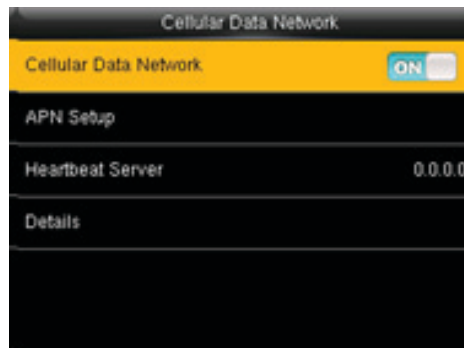 Cellular Data Network
Cellular Data Network ON
APN Setup
Heartbeat Server 0.0.0.0
Details